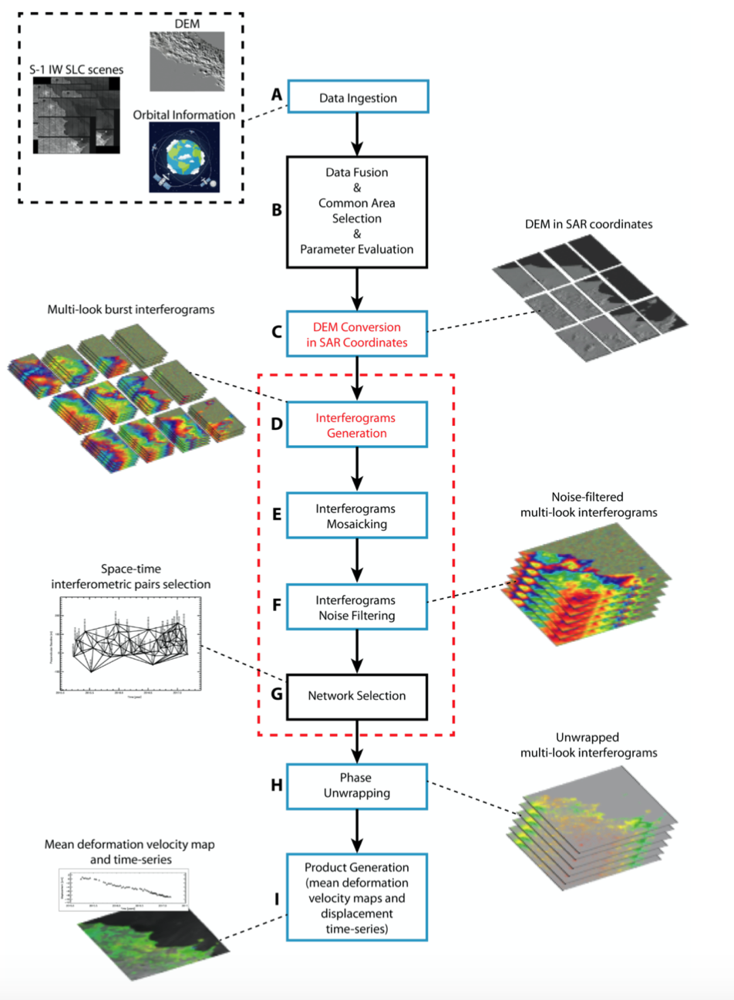 DEM
S-1 IW SLC scenes
Orbital Information
A
Data Ingestion
B
Data Fusion
&
Common Area
Selection
&
Parameter Evaluation
DEM in SAR coordinates
Multi-look burst interferograms
C
DEM Conversion
in SAR Coordinates
D
Interferograms
Generation
E
Interferograms
Mosaicking
Noise-filtered
multi-look interferograms
Space-time
interferometric pairs selection
F
Interferograms
Noise Filtering
G
Network Selection
Unwrapped
multi-look interferograms
H
Phase
Unwrapping
Mean deformation velocity map
and time-series
I
Product Generation
(mean deformation
velocity maps and
displacement
time-series)